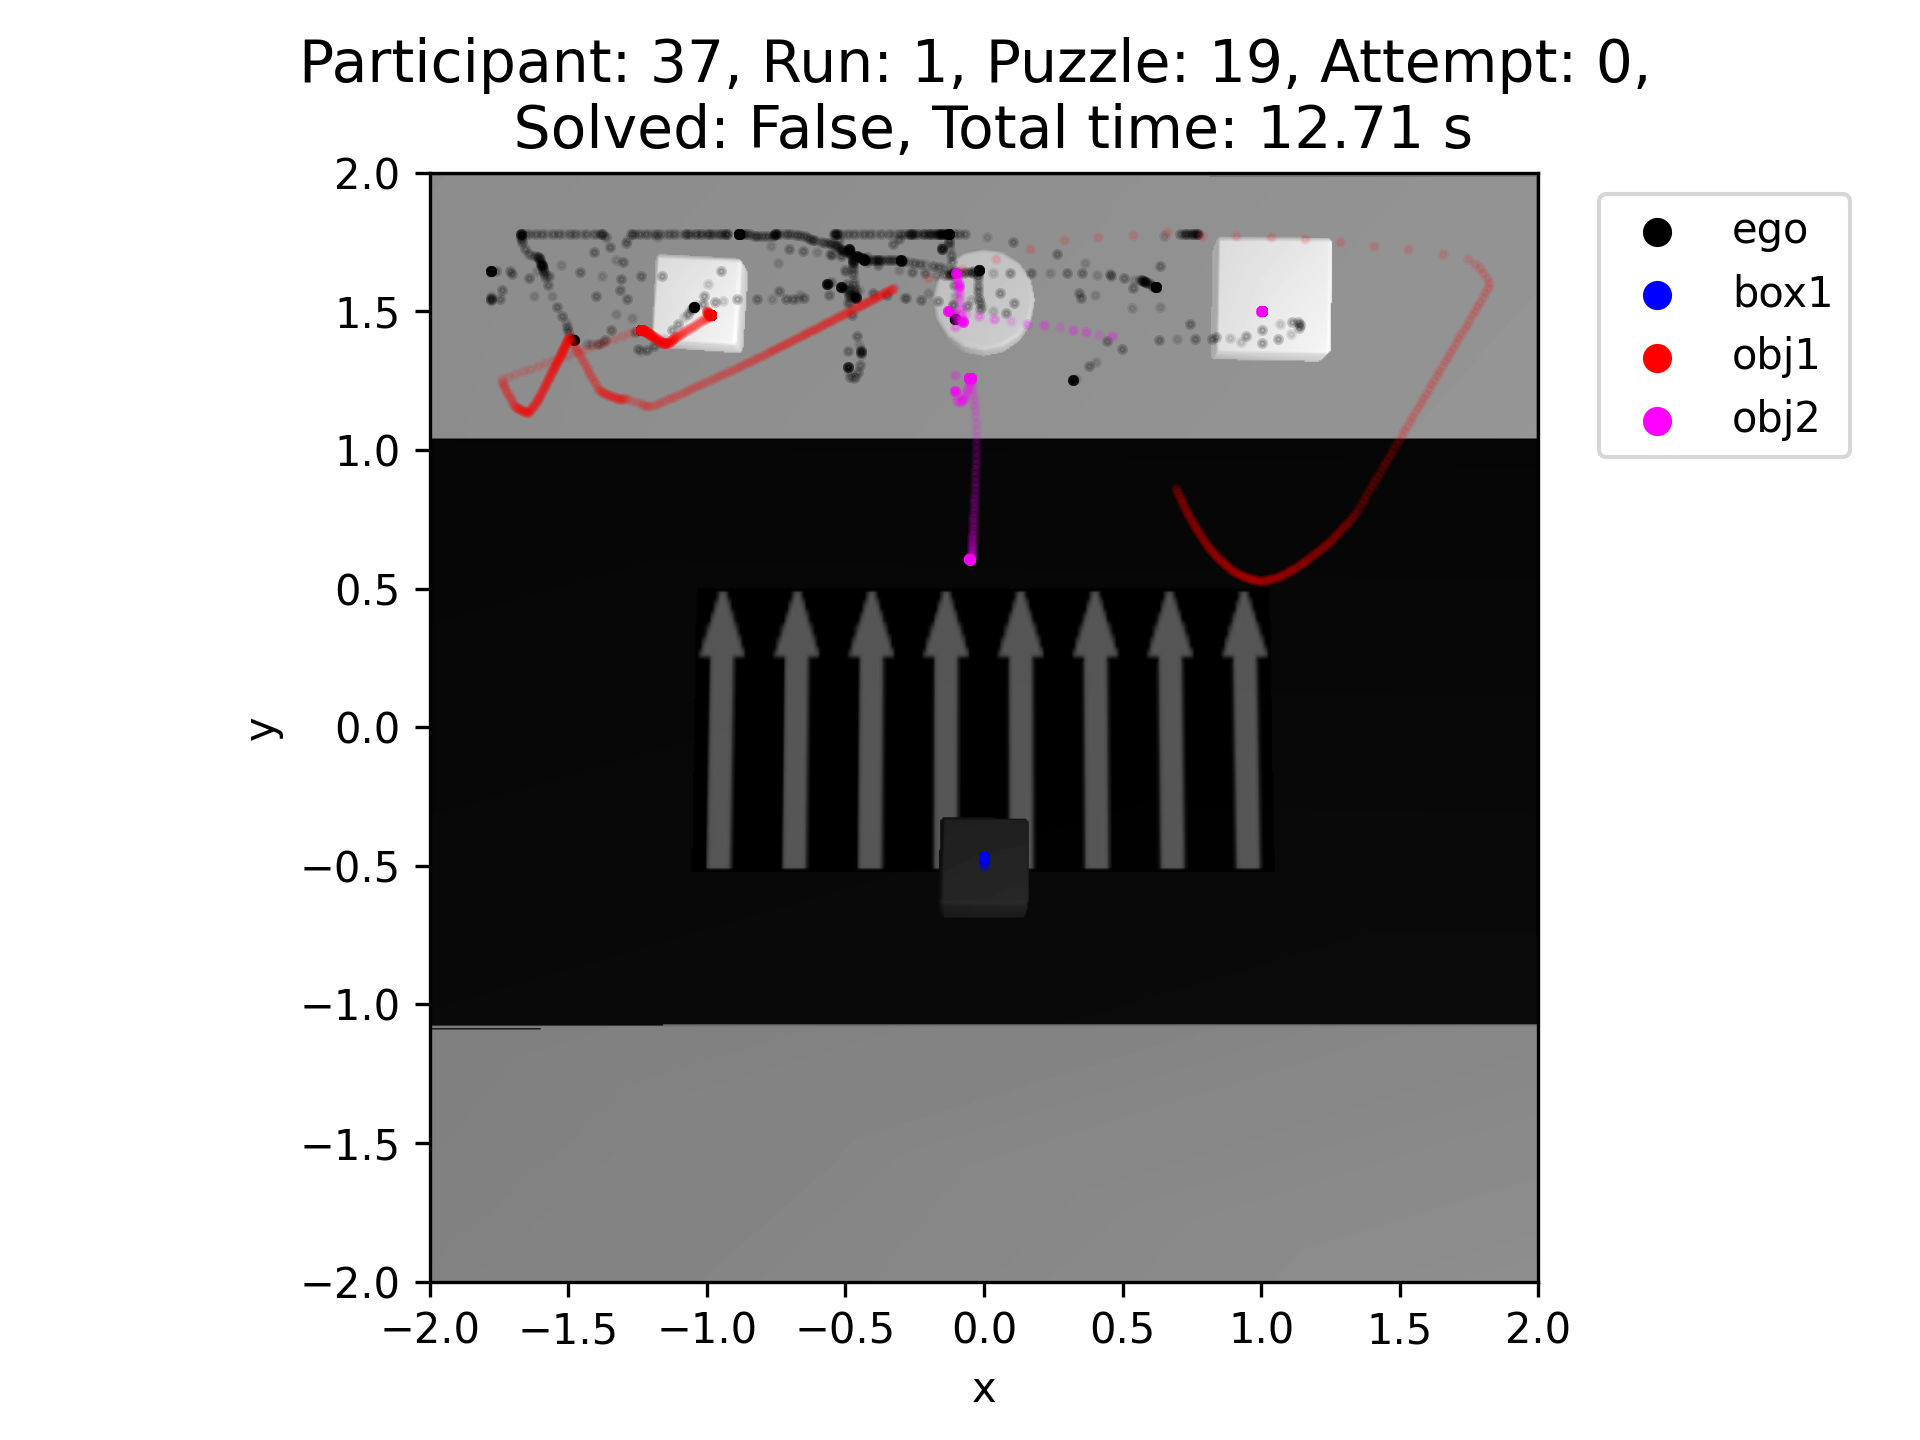 Participant: 37, Run: 1, Puzzle: 19, Attempt: 0,
Solved: False, Total time: 12.71 s
ego
box1
obj1
obj2
y
2.0
1.5
1.0
0.5
0.0
−0.5
−1.0
−1.5
−2.0
−2.0 −1.5 −1.0 −0.5 0.0 0.5 1.0 1.5 2.0
x